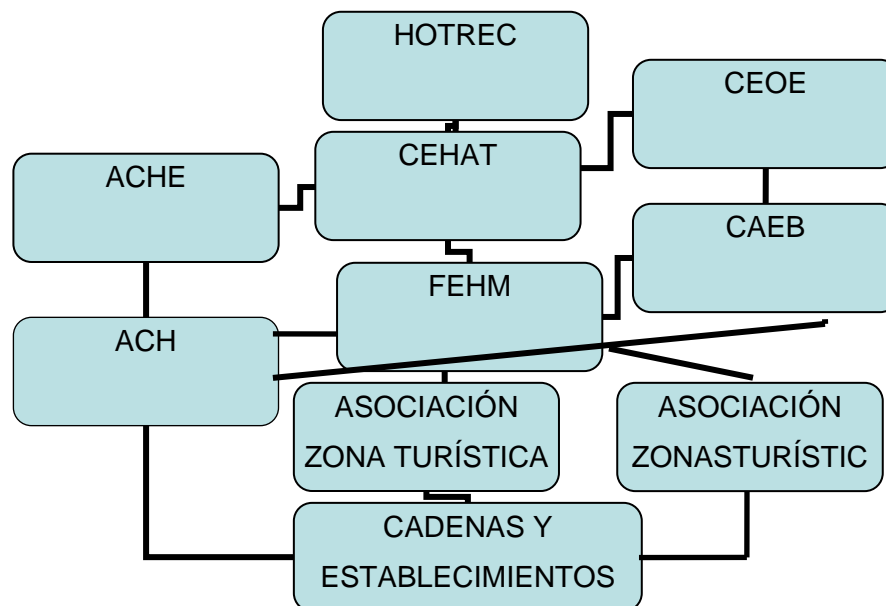 HOTREC
CEOE
CEHAT
ACHE
CAEB
FEHM
ACH
ASOCIACIÓN
ZONA TURÍSTICA
ASOCIACIÓN
ZONASTURÍSTIC
CADENAS Y
ESTABLECIMIENTOS